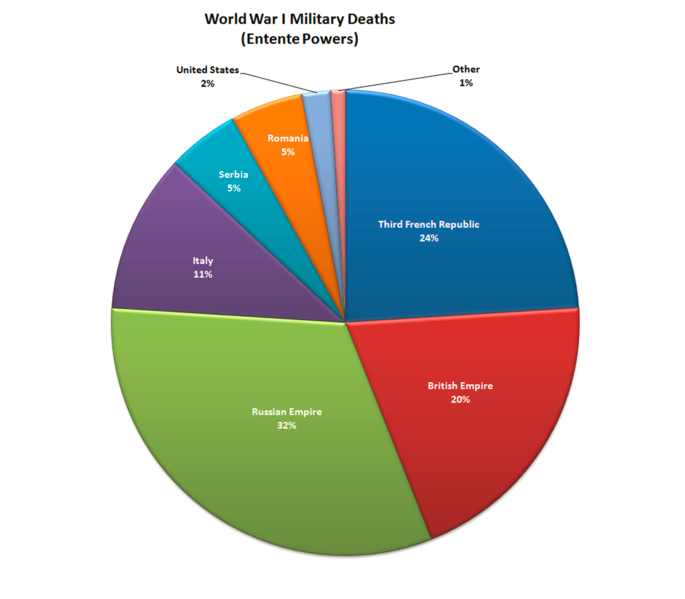 World War I Military Deaths
(Entente Powers)
United States
2%
Other
1%
Romania
5%
Serbia
5%
Third French Republic
24%
Italy
11%
British Empire
20%
Russian Empire
32%